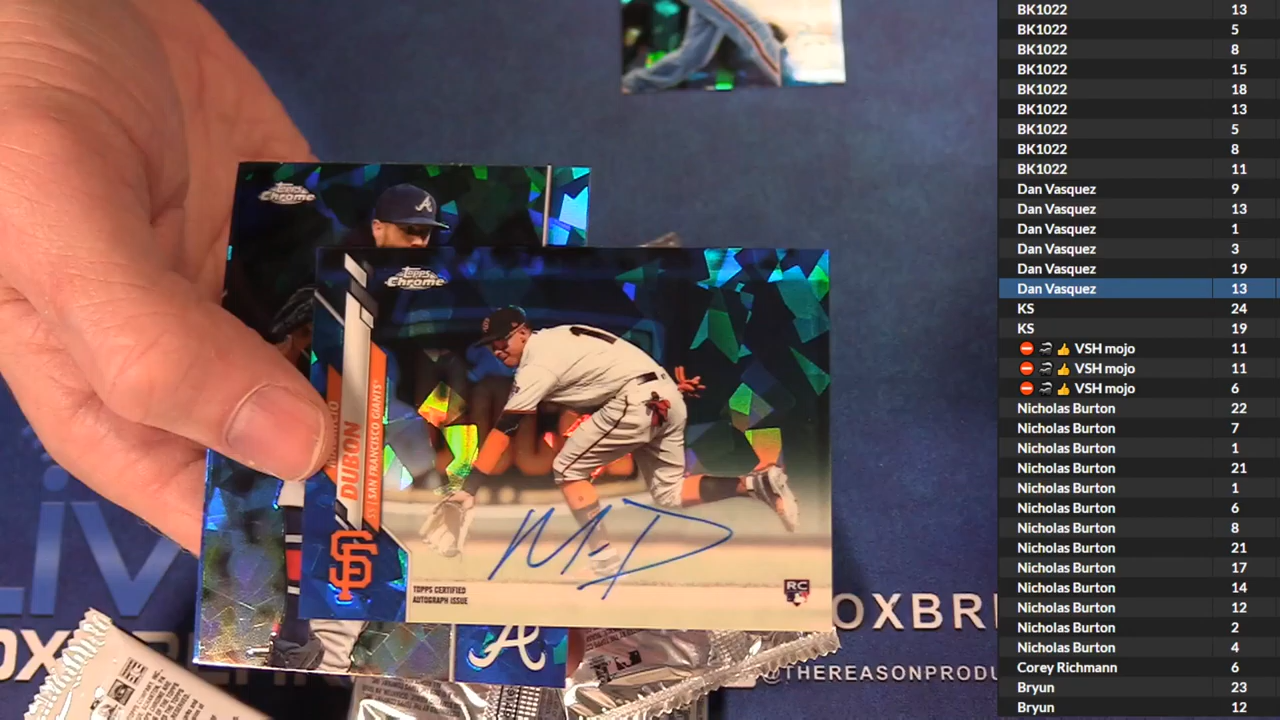 BK1022 13
BK1022 5
BK1022 8
BK1022 15
BK1022 18
BK1022 13
BK1022 5
BK1022 8
BK1022 11
Dan Vasquez 9
Dan Vasquez 13
Dan Vasquez 1
Dan Vasquez 3
Dan Vasquez 19
Dan Vasquez 13
KS 24
KS 19
⛔ 👍 VSH mojo 11
⛔ 👍 VSH mojo 11
⛔ 👍 VSH mojo 6
Nicholas Burton 22
Nicholas Burton 7
Nicholas Burton 1
Nicholas Burton 21
Nicholas Burton 1
Nicholas Burton 6
Nicholas Burton 8
Nicholas Burton 21
Nicholas Burton 17
Nicholas Burton 14
Nicholas Burton 12
Nicholas Burton 2
Nicholas Burton 4
Corey Richmann 6
Bryun 23
Bryun 12
Topps Chrome
A
Topps Chrome
DUBON
SS | SAN FRANCISCO GIANTS®
SF
1
M D
TOPPS CERTIFIED
AUTOGRAPH ISSUE
RC
A
LIV
OXBR
@THEREASONPRODU